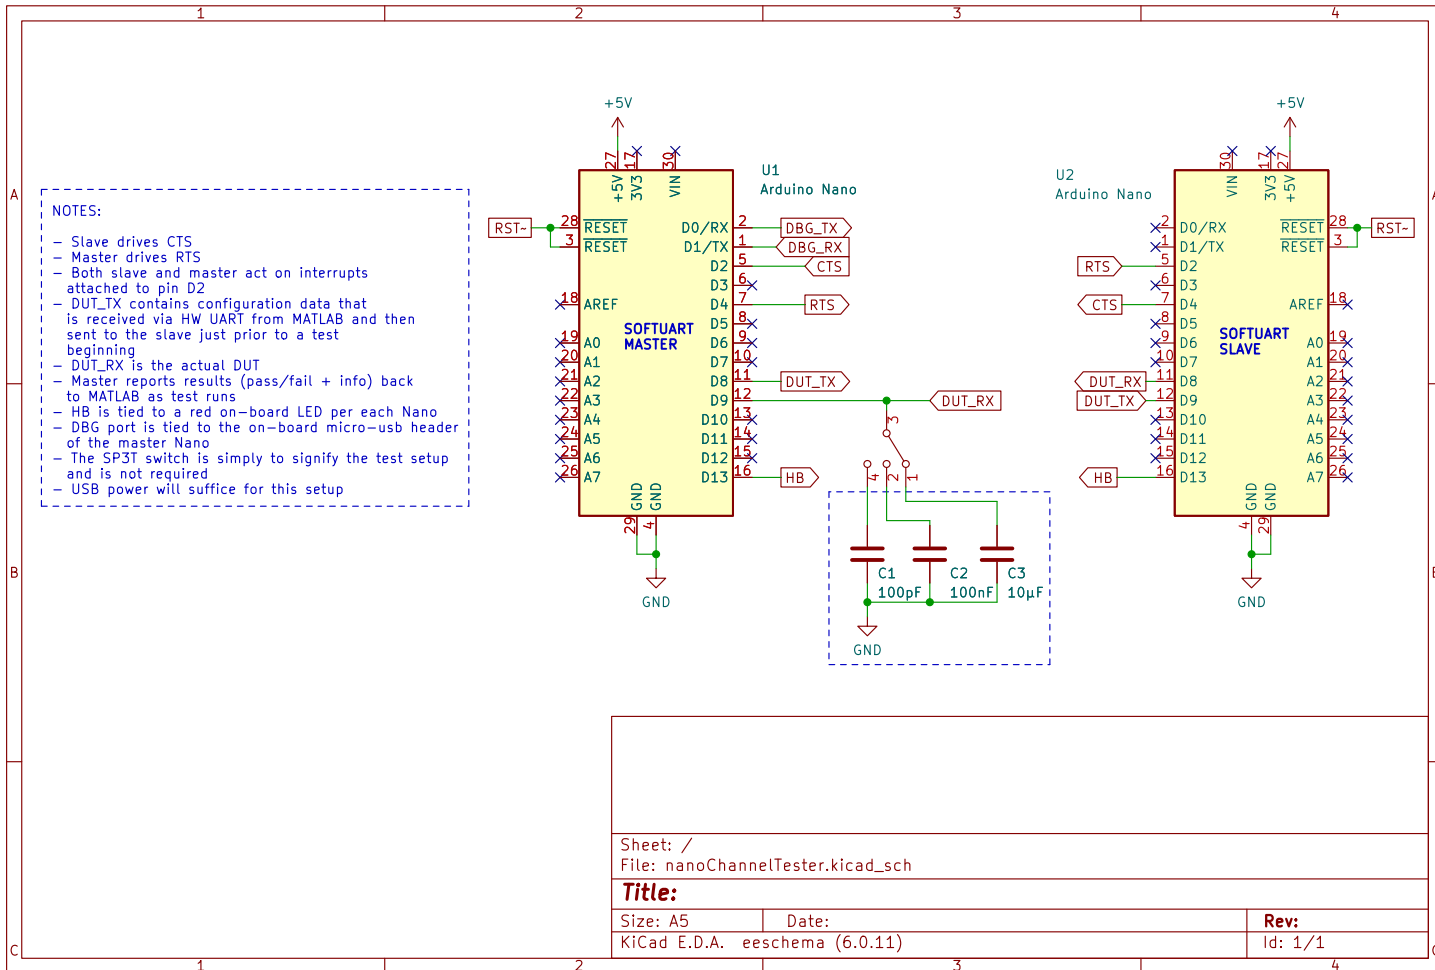 1 2 3 4
A
B
C
NOTES:
– Slave drives CTS
– Master drives RTS
– Both slave and master act on interrupts
attached to pin D2
– DUT_TX contains configuration data that
is received via HW UART from MATLAB and then
sent to the slave just prior to a test
beginning
– DUT_RX is the actual DUT
– Master reports results (pass/fail + info) back
to MATLAB as test runs
– HB is tied to a red on-board LED per each Nano
– DBG port is tied to the on-board micro-usb header
of the master Nano
– The SP3T switch is simply to signify the test setup
and is not required
– USB power will suffice for this setup
+5V
27 17 30
+5V 3V3 VIN
U1
Arduino Nano
RST~ 28 RESET
3 RESET
18 AREF
19 A0
20 A1
21 A2
22 A3
23 A4
24 A5
25 A6
26 A7
SOFTUART
MASTER
D0/RX 2 DBG_TX
D1/TX 1 DBG_RX
D2 5 CTS
D3 6
D4 7 RTS
D5 8
D6 9
D7 10
D8 11 DUT_TX
D9 12 DUT_RX
D10 13
D11 14
D12 15
D13 16 HB
GND GND
29 4
GND
3
4 2 1
C1
100pF
C2
100nF
C3
10µF
GND
+5V
30 17 27
VIN 3V3 +5V
U2
Arduino Nano
2 D0/RX
1 D1/TX
RTS 5 D2
6 D3
CTS 7 D4
8 D5
9 D6
10 D7
DUT_RX 11 D8
DUT_TX 12 D9
13 D10
14 D11
15 D12
HB 16 D13
SOFTUART
SLAVE
RESET 28 RST~
RESET 3
AREF 18
A0 19
A1 20
A2 21
A3 22
A4 23
A5 24
A6 25
A7 26
GND GND
4 29
GND
Sheet: /
File: nanoChannelTester.kicad_sch
Title:
Size: A5 Date: Rev:
KiCad E.D.A. eeschema (6.0.11) Id: 1/1
1 2 3 4